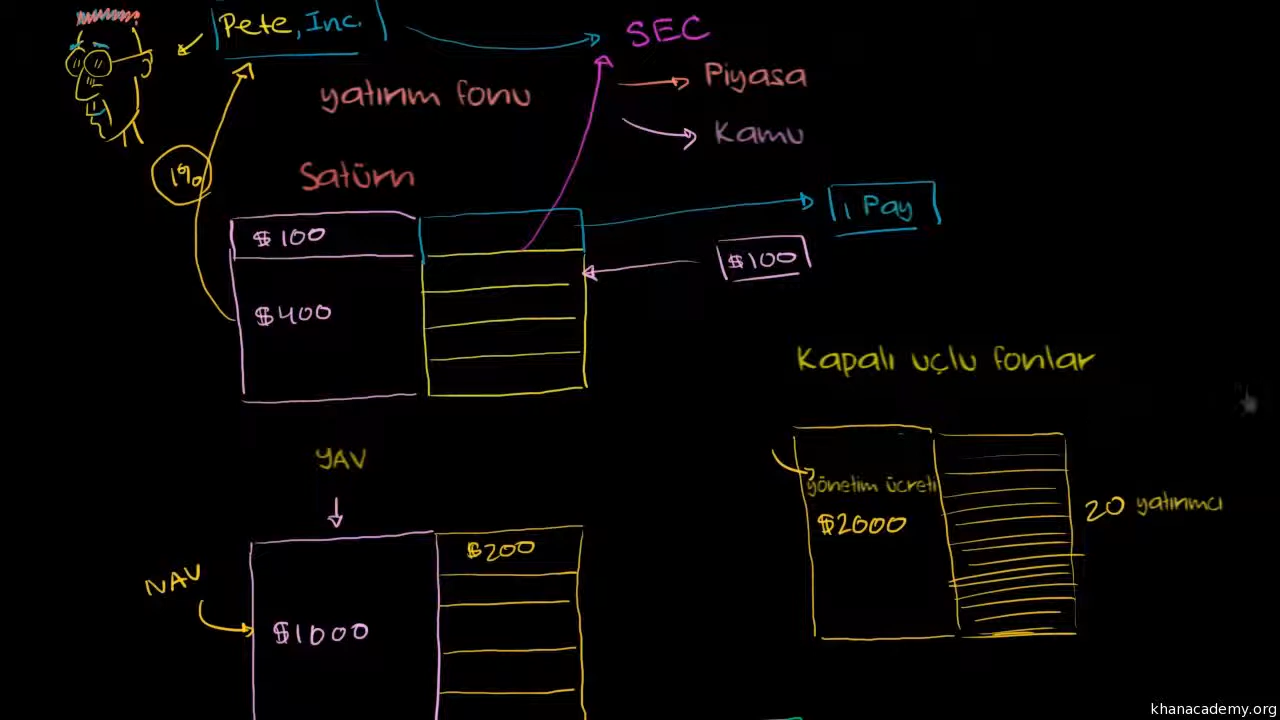 Pete, Inc.
SEC
yatırım fonu
Piyasa
Kamu
1%
Satürn
$100
$400
1 Pay
$100
Kapalı uçlu fonlar
YAV
NAV
$200
$1000
yönetim ücreti
$2000
20 yatırımcı
khanacademy.org